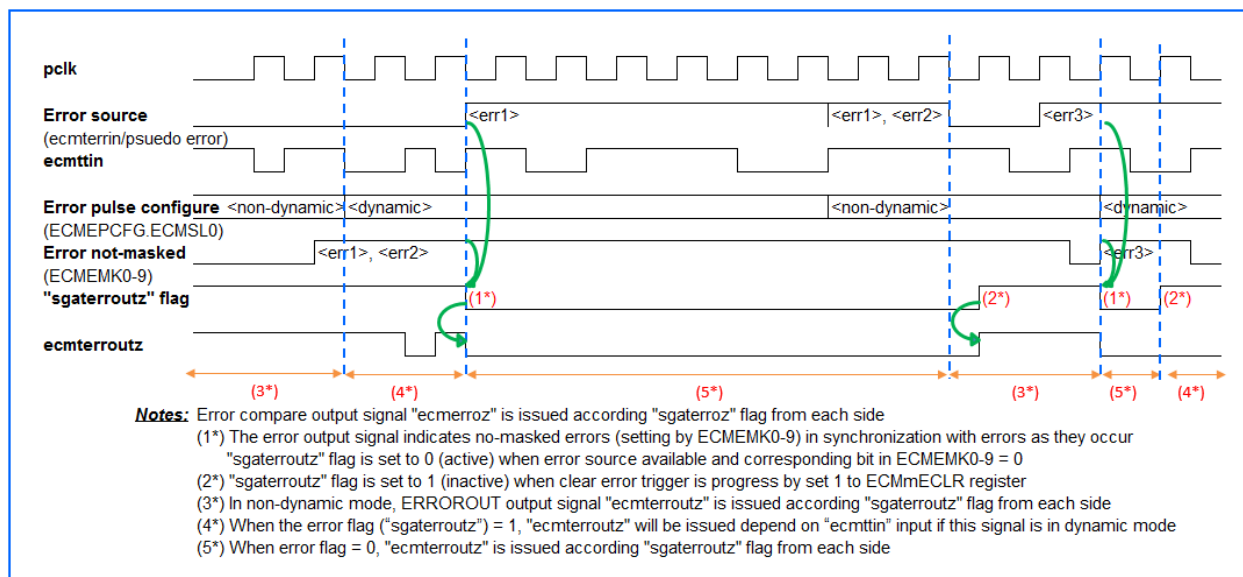 pclk
Error source
<err1>
<err1>, <err2>
<err3>
(ecmterrin/psuedo error)
ecmttin
Error pulse configure
<non-dynamic>
<dynamic>
<non-dynamic>
<dynamic>
(ECMEPCFG.ECMSL0)
Error not-masked
<err1>, <err2>
<err3>
(ECMEMK0-9)
"sgaterroutz" flag
(1*)
(2*)
(1*)
(2*)
ecmterroutz
(3*)
(4*)
(5*)
(3*)
(5*)
(4*)
Notes: Error compare output signal "ecmerroz" is issued according "sgaterroz" flag from each side
(1*) The error output signal indicates no-masked errors (setting by ECMEMK0-9) in synchronization with errors as they occur
"sgaterroutz" flag is set to 0 (active) when error source available and corresponding bit in ECMEMK0-9 = 0
(2*) "sgaterroutz" flag is set to 1 (inactive) when clear error trigger is progress by set 1 to ECMmECLR register
(3*) In non-dynamic mode, ERROROUT output signal "ecmterroutz" is issued according "sgaterroutz" flag from each side
(4*) When the error flag (“sgaterroutz”) = 1, "ecmterroutz" will be issued depend on “ecmttin” input if this signal is in dynamic mode
(5*) When error flag = 0, "ecmterroutz" is issued according "sgaterroutz" flag from each side